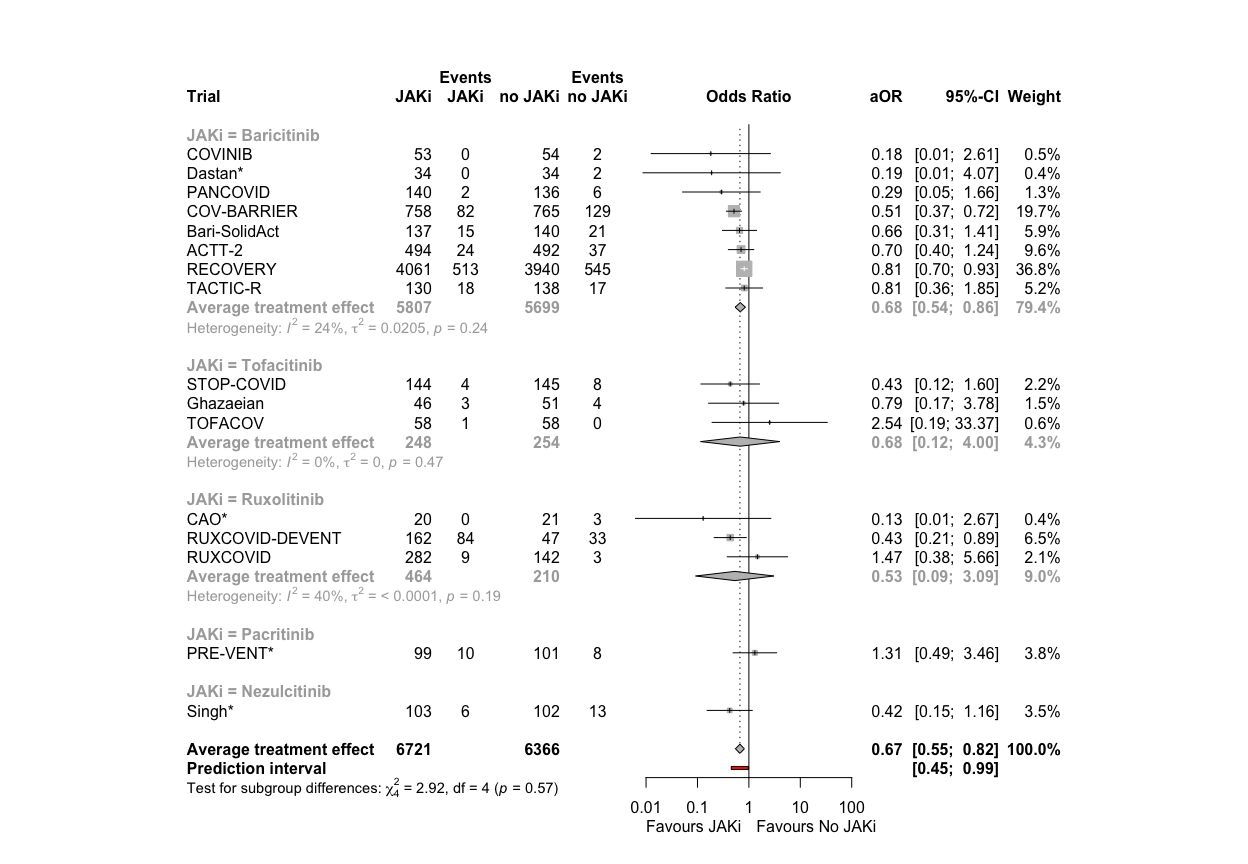 Events Events
Trial JAKi JAKi no JAKi no JAKi Odds Ratio aOR 95%-CI Weight
JAKi = Baricitinib
COVINIB 53 0 54 2 0.18 [0.01; 2.61] 0.5%
Dastan* 34 0 34 2 0.19 [0.01; 4.07] 0.4%
PANCOVID 140 2 136 6 0.29 [0.05; 1.66] 1.3%
COV-BARRIER 758 82 765 129 0.51 [0.37; 0.72] 19.7%
Bari-SolidAct 137 15 140 21 0.66 [0.31; 1.41] 5.9%
ACTT-2 494 24 492 37 0.70 [0.40; 1.24] 9.6%
RECOVERY 4061 513 3940 545 0.81 [0.70; 0.93] 36.8%
TACTIC-R 130 18 138 17 0.81 [0.36; 1.85] 5.2%
Average treatment effect 5807 5699 0.68 [0.54; 0.86] 79.4%
Heterogeneity: I² = 24%, τ² = 0.0205, p = 0.24
JAKi = Tofacitinib
STOP-COVID 144 4 145 8 0.43 [0.12; 1.60] 2.2%
Ghazaeian 46 3 51 4 0.79 [0.17; 3.78] 1.5%
TOFACOV 58 1 58 0 2.54 [0.19; 33.37] 0.6%
Average treatment effect 248 254 0.68 [0.12; 4.00] 4.3%
Heterogeneity: I² = 0%, τ² = 0, p = 0.47
JAKi = Ruxolitinib
CAO* 20 0 21 3 0.13 [0.01; 2.67] 0.4%
RUXCOVID-DEVENT 162 84 47 33 0.43 [0.21; 0.89] 6.5%
RUXCOVID 282 9 142 3 1.47 [0.38; 5.66] 2.1%
Average treatment effect 464 210 0.53 [0.09; 3.09] 9.0%
Heterogeneity: I² = 40%, τ² = < 0.0001, p = 0.19
JAKi = Pacritinib
PRE-VENT* 99 10 101 8 1.31 [0.49; 3.46] 3.8%
JAKi = Nezulcitinib
Singh* 103 6 102 13 0.42 [0.15; 1.16] 3.5%
Average treatment effect 6721 6366 0.67 [0.55; 0.82] 100.0%
Prediction interval [0.45; 0.99]
Test for subgroup differences: χ²₄ = 2.92, df = 4 (p = 0.57)
0.01 0.1 1 10 100
Favours JAKi Favours No JAKi